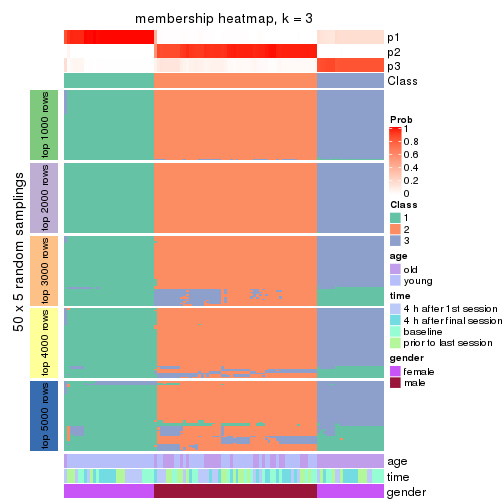 membership heatmap, k = 3
p1
p2
p3
Class
50 x 5 random samplings
top 1000 rows
top 2000 rows
top 3000 rows
top 4000 rows
top 5000 rows
Prob
1
0.8
0.6
0.4
0.2
0
Class
1
2
3
age
old
young
time
4 h after 1st session
4 h after final session
baseline
prior to last session
gender
female
male
age
time
gender